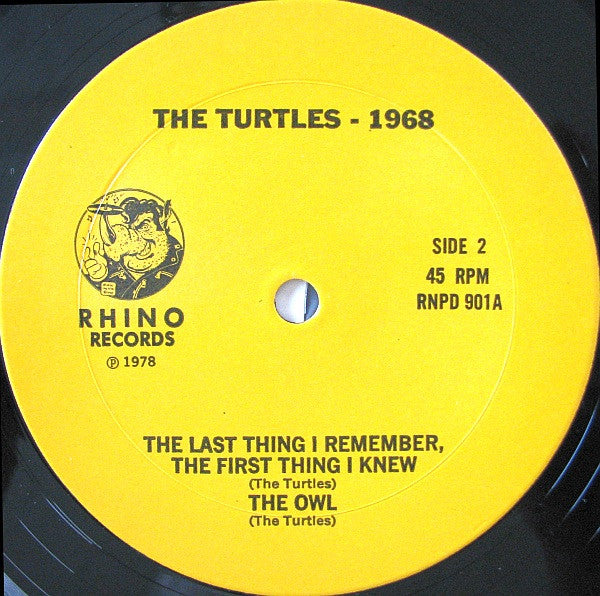 THE TURTLES - 1968
SIDE 2
45 RPM
RNPD 901A
RHINO
RECORDS
℗ 1978
THE LAST THING I REMEMBER,
THE FIRST THING I KNEW
(The Turtles)
THE OWL
(The Turtles)